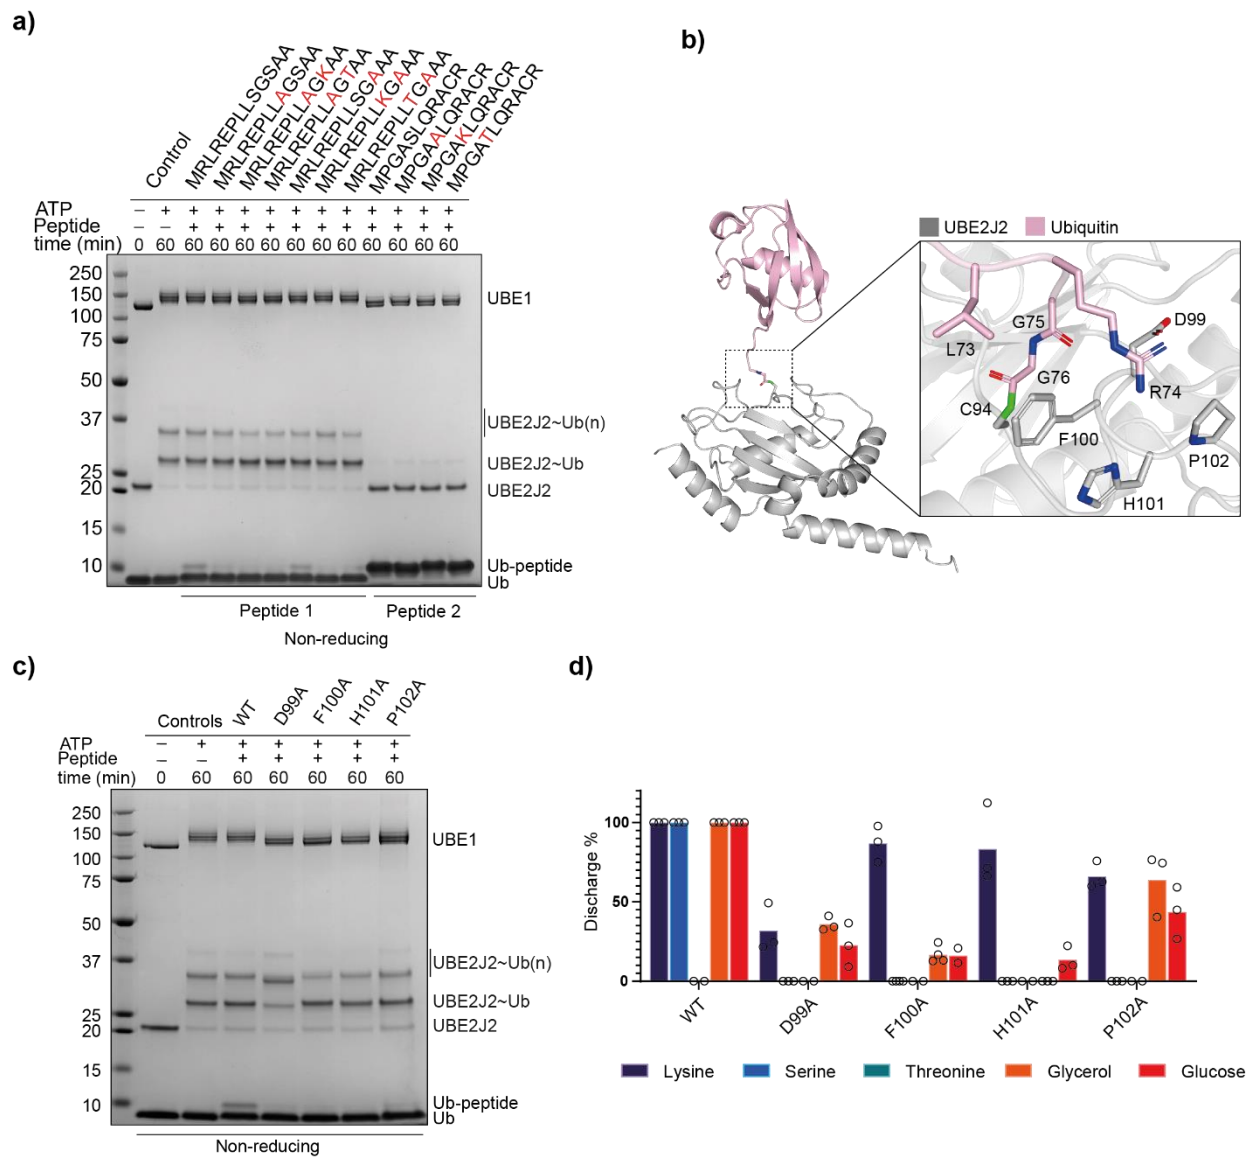 a)
Control
MRLREPLLSGSAA
MRLREPLLAGSAA
MRLREPLLAGKAA
MRLREPLLAGTAA
MRLREPLLSGAAA
MRLREPLLKGAAA
MRLREPLLTGAAA
MPGASLQRACR
MPGAALQRACR
MPGAKLQRACR
MPGATLQRACR
ATP – + + + + + + + + + + + +
Peptide – – + + + + + + + + + + +
time (min) 0 60 60 60 60 60 60 60 60 60 60 60 60
250
150
100
75
50
37
25
20
15
10
UBE1
UBE2J2~Ub(n)
UBE2J2~Ub
UBE2J2
Ub-peptide
Ub
Peptide 1
Peptide 2
Non-reducing
b)
UBE2J2
Ubiquitin
G75
D99
L73
G76
R74
C94
F100
P102
H101
c)
Controls
WT
D99A
F100A
H101A
P102A
ATP – + + + + + +
Peptide – – + + + + +
time (min) 0 60 60 60 60 60 60
250
150
100
75
50
37
25
20
15
10
UBE1
UBE2J2~Ub(n)
UBE2J2~Ub
UBE2J2
Ub-peptide
Ub
Non-reducing
d)
Discharge %
100
50
0
WT
D99A
F100A
H101A
P102A
Lysine
Serine
Threonine
Glycerol
Glucose